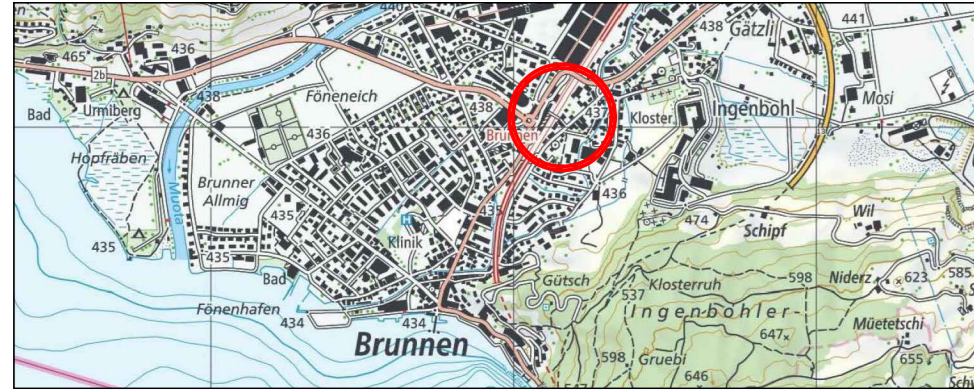 440
438
Gätzli
441
465
436
2b
Bad
Urmiberg
438
Föneneich
438
Brunnen
437
Kloster
Ingenbohl
Mosi
436
Hopfräben
Muota
Brunner
Allmig
435
435
436
474
Wil
Schipf
Klinik
H
435
435
Bad
Gütsch
Klosterruh
598
Niderz
623
585
537
Fönenhafen
434
434
Ingenbohler-
Müetetschi
647
Brunnen
598
Gruebi
646
655
547
Sch